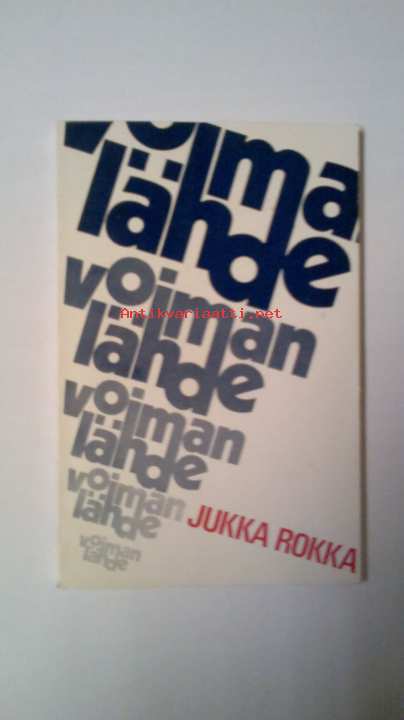 voima
lähde
voiman
Antikvariaatti.net
lähde
voiman
lähde
voiman
lähde
JUKKA ROKKA
voiman
lähde